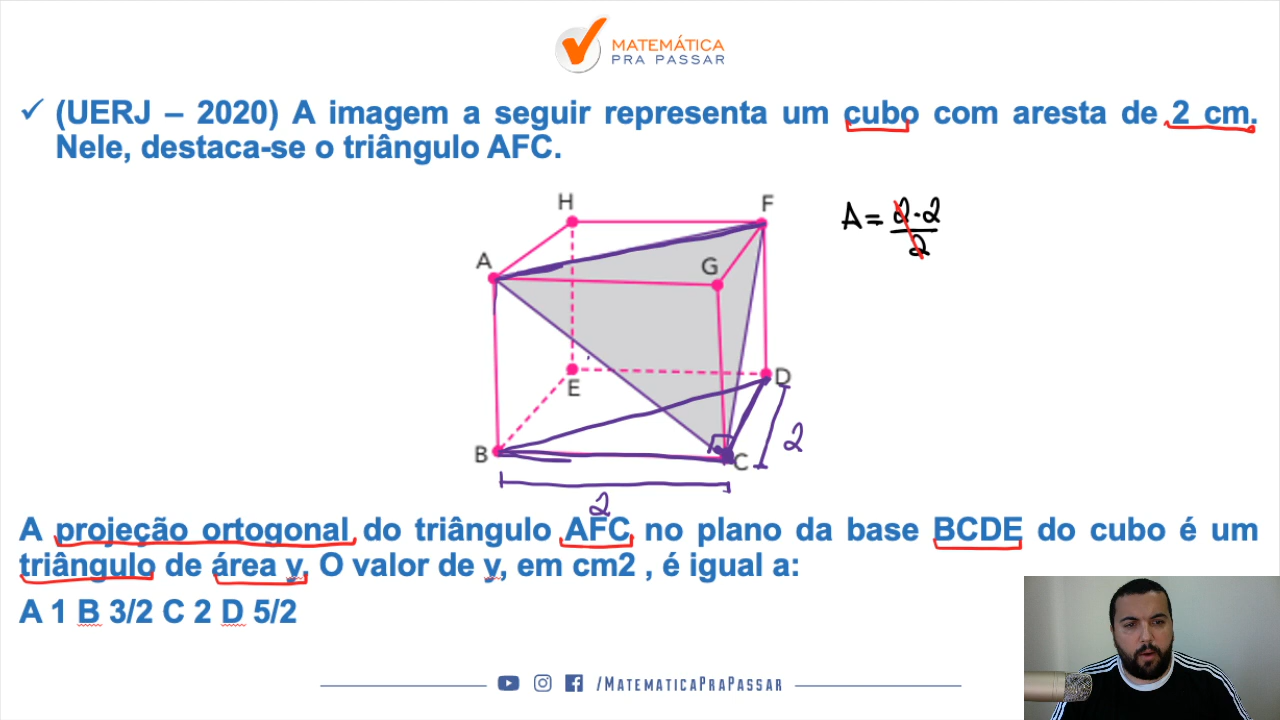 MATEMÁTICA
PRA PASSAR
✓ (UERJ – 2020) A imagem a seguir representa um cubo com aresta de 2 cm.
Nele, destaca-se o triângulo AFC.
H
F
A = 2·2
2
A
G
E
D
2
B
C
2
A projeção ortogonal do triângulo AFC no plano da base BCDE do cubo é um
triângulo de área y. O valor de y, em cm2 , é igual a:
A 1 B 3/2 C 2 D 5/2
/MATEMATICAPRAPASSAR